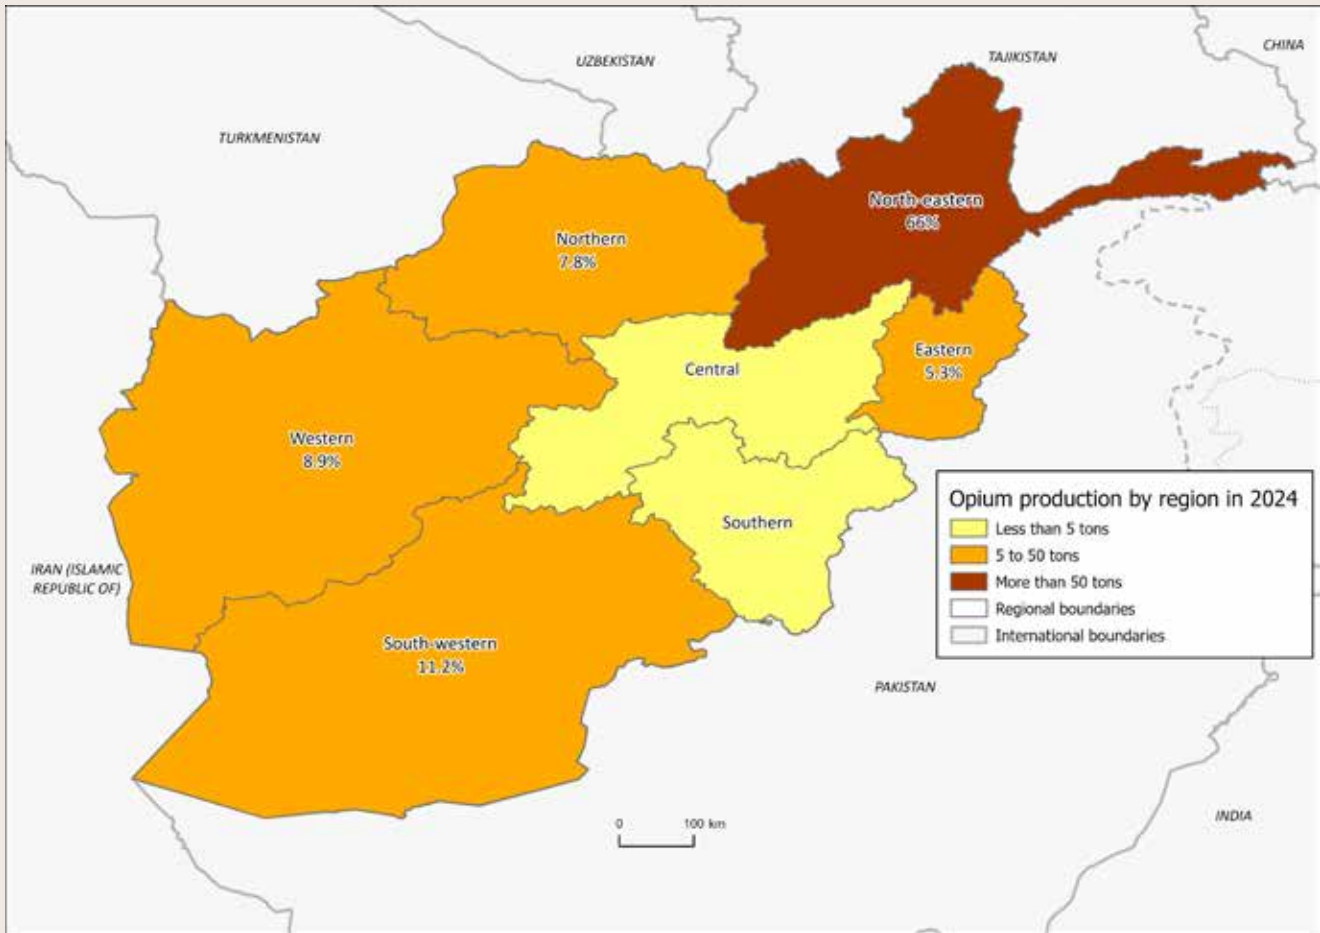 UZBEKISTAN
TAJIKISTAN
CHINA
TURKMENISTAN
North-eastern
66%
Northern
7.8%
Eastern
5.3%
Central
Western
8.9%
Southern
Opium production by region in 2024
Less than 5 tons
5 to 50 tons
More than 50 tons
Regional boundaries
International boundaries
IRAN (ISLAMIC
REPUBLIC OF)
South-western
11.2%
PAKISTAN
0 100 km
INDIA